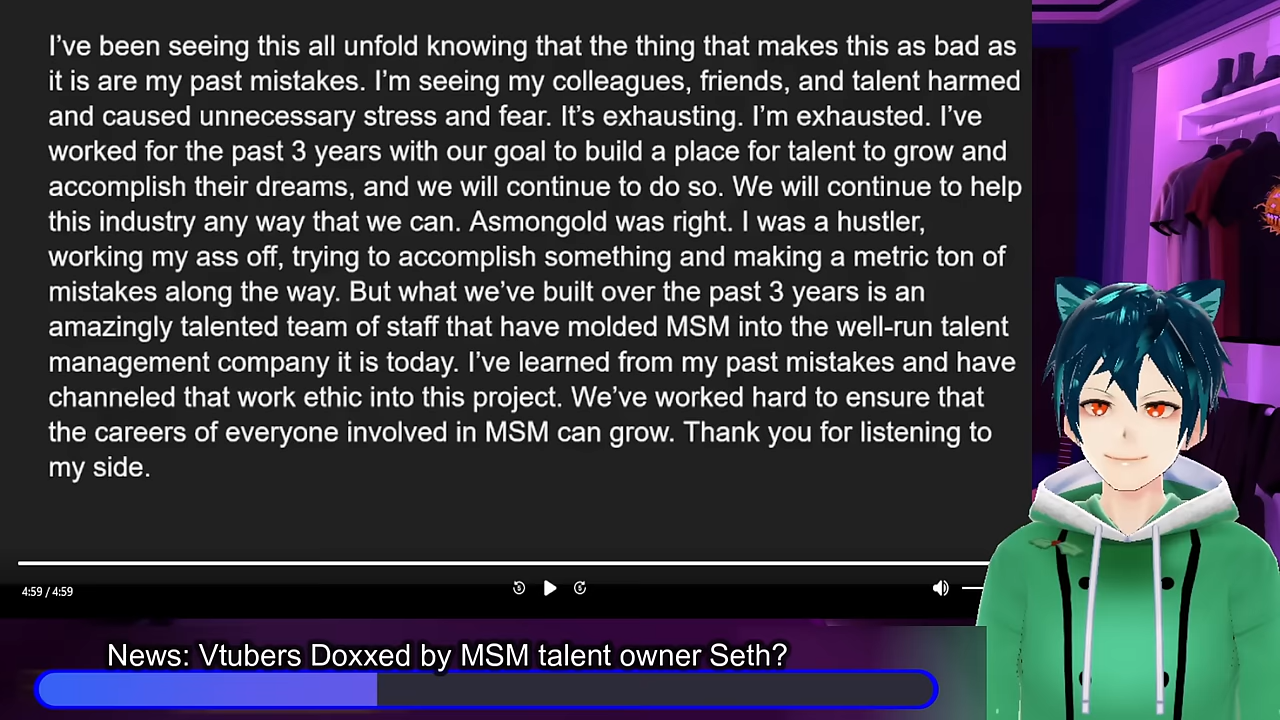 I've been seeing this all unfold knowing that the thing that makes this as bad as
it is are my past mistakes. I'm seeing my colleagues, friends, and talent harmed
and caused unnecessary stress and fear. It's exhausting. I'm exhausted. I've
worked for the past 3 years with our goal to build a place for talent to grow and
accomplish their dreams, and we will continue to do so. We will continue to help
this industry any way that we can. Asmongold was right. I was a hustler,
working my ass off, trying to accomplish something and making a metric ton of
mistakes along the way. But what we've built over the past 3 years is an
amazingly talented team of staff that have molded MSM into the well-run talent
management company it is today. I've learned from my past mistakes and have
channeled that work ethic into this project. We've worked hard to ensure that
the careers of everyone involved in MSM can grow. Thank you for listening to
my side.
4:59 / 4:59
News: Vtubers Doxxed by MSM talent owner Seth?